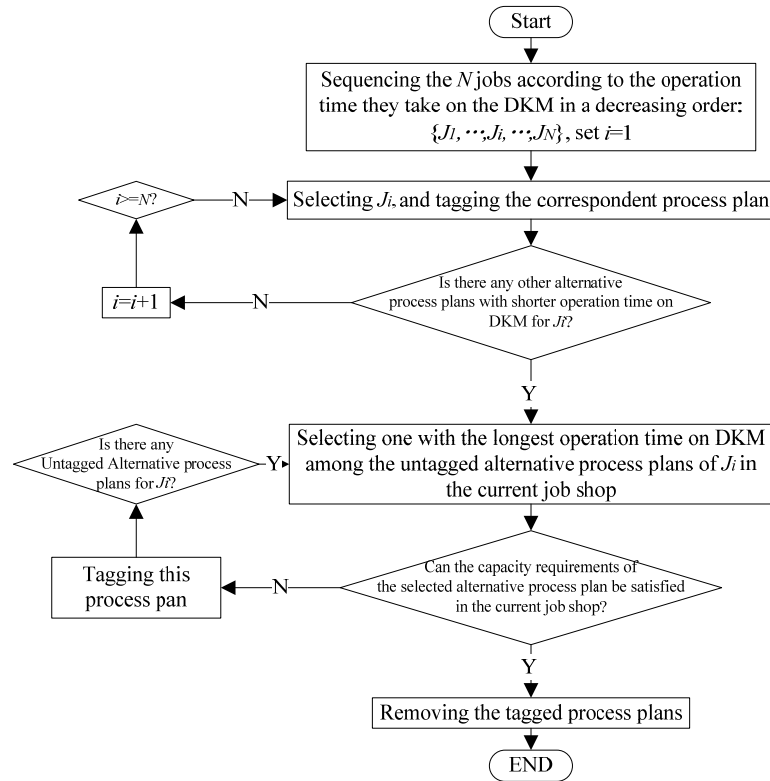 Start
Sequencing the N jobs according to the operation
time they take on the DKM in a decreasing order:
{J1, ···,Ji, ···,JN}, set i=1
i>=N?
N
Selecting Ji, and tagging the correspondent process plan
Is there any other alternative
process plans with shorter operation time on
DKM for Ji?
N
i=i+1
Y
Is there any
Untagged Alternative process
plans for Ji?
Y
Selecting one with the longest operation time on DKM
among the untagged alternative process plans of Ji in
the current job shop
Can the capacity requirements of
the selected alternative process plan be satisfied
in the current job shop?
N
Tagging this
process pan
Y
Removing the tagged process plans
END